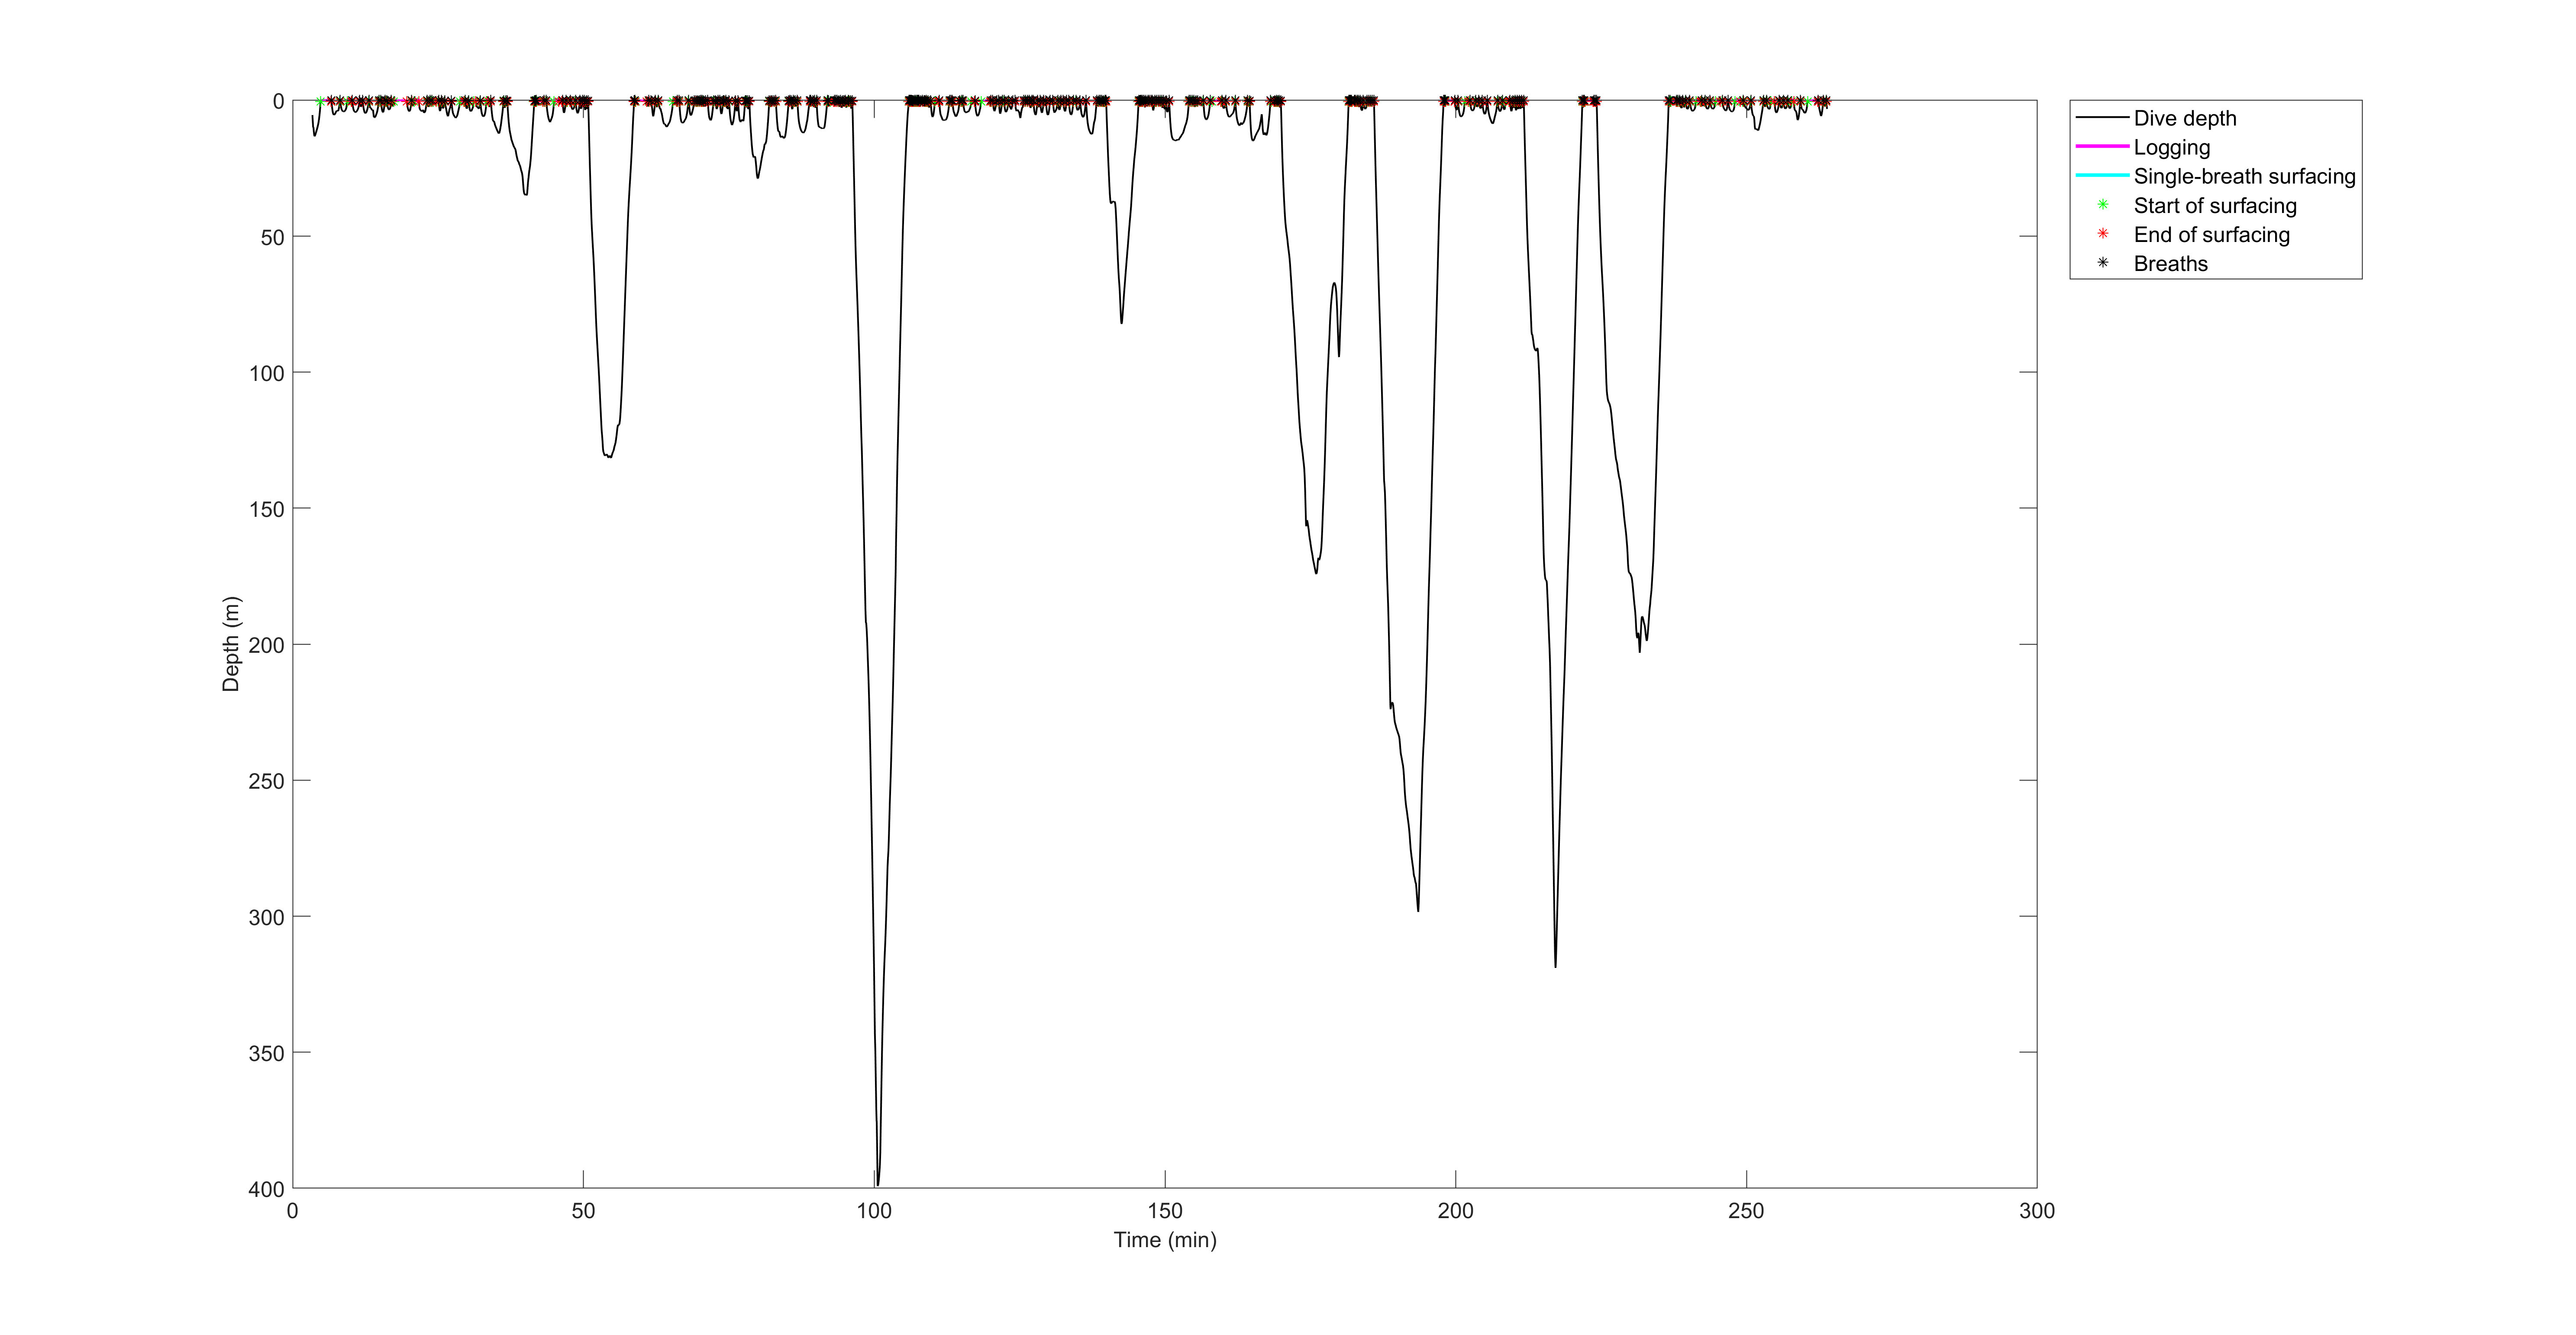 0
50
100
150
200
250
300
350
400
Depth (m)
0
50
100
150
200
250
300
Time (min)
Dive depth
Logging
Single-breath surfacing
Start of surfacing
End of surfacing
Breaths